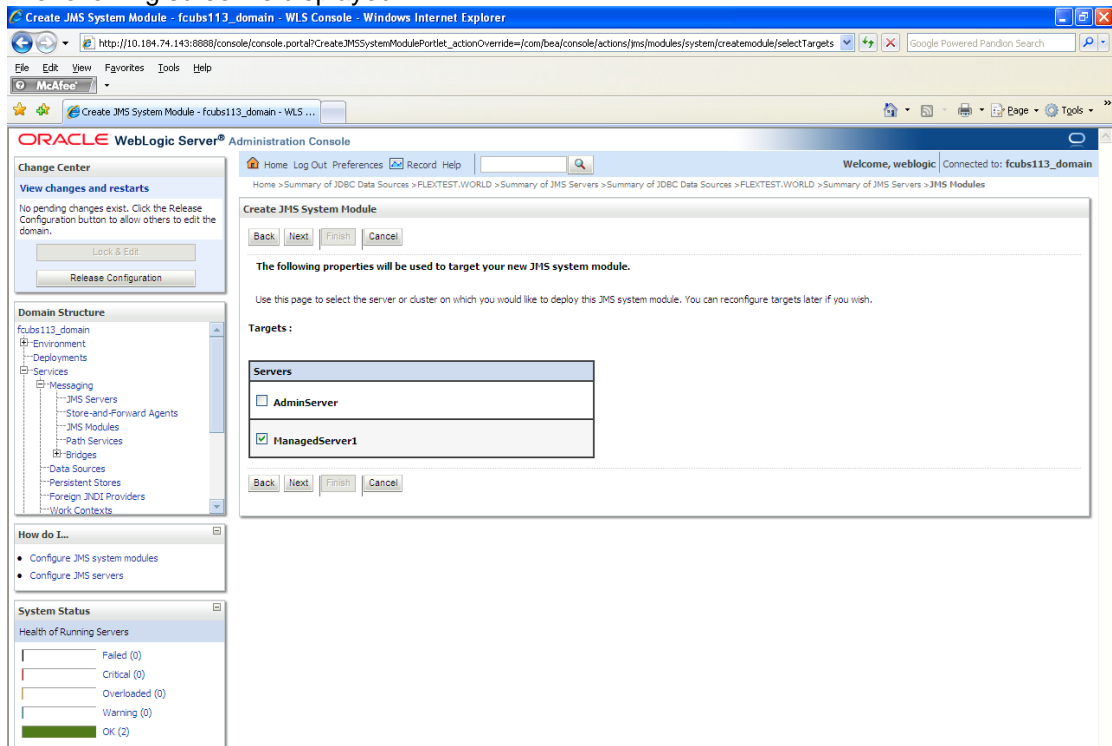 Create JMS System Module - fcubs113_domain - WLS Console - Windows Internet Explorer
http://10.184.74.143:8888/console/console.portal?CreateJMSSystemModulePortlet_actionOverride=/com/bea/console/actions/jms/modules/system/createmodule/selectTargets
Google Powered Pandion Search
File Edit View Favorites Tools Help
McAfee
Create JMS System Module - fcubs113_domain - WLS ...
Page Tools
ORACLE WebLogic Server® Administration Console
Change Center
View changes and restarts
No pending changes exist. Click the Release
Configuration button to allow others to edit the
domain.
Lock & Edit
Release Configuration
Domain Structure
fcubs113_domain
Environment
Deployments
Services
Messaging
JMS Servers
Store-and-Forward Agents
JMS Modules
Path Services
Bridges
Data Sources
Persistent Stores
Foreign JNDI Providers
Work Contexts
How do I...
Configure JMS system modules
Configure JMS servers
System Status
Health of Running Servers
Failed (0)
Critical (0)
Overloaded (0)
Warning (0)
OK (2)
Home Log Out Preferences Record Help
Welcome, weblogic Connected to: fcubs113_domain
Home >Summary of JDBC Data Sources >FLEXTEST.WORLD >Summary of JMS Servers >Summary of JDBC Data Sources >FLEXTEST.WORLD >Summary of JMS Servers >JMS Modules
Create JMS System Module
Back Next Finish Cancel
The following properties will be used to target your new JMS system module.
Use this page to select the server or cluster on which you would like to deploy this JMS system module. You can reconfigure targets later if you wish.
Targets :
Servers
AdminServer
ManagedServer1
Back Next Finish Cancel